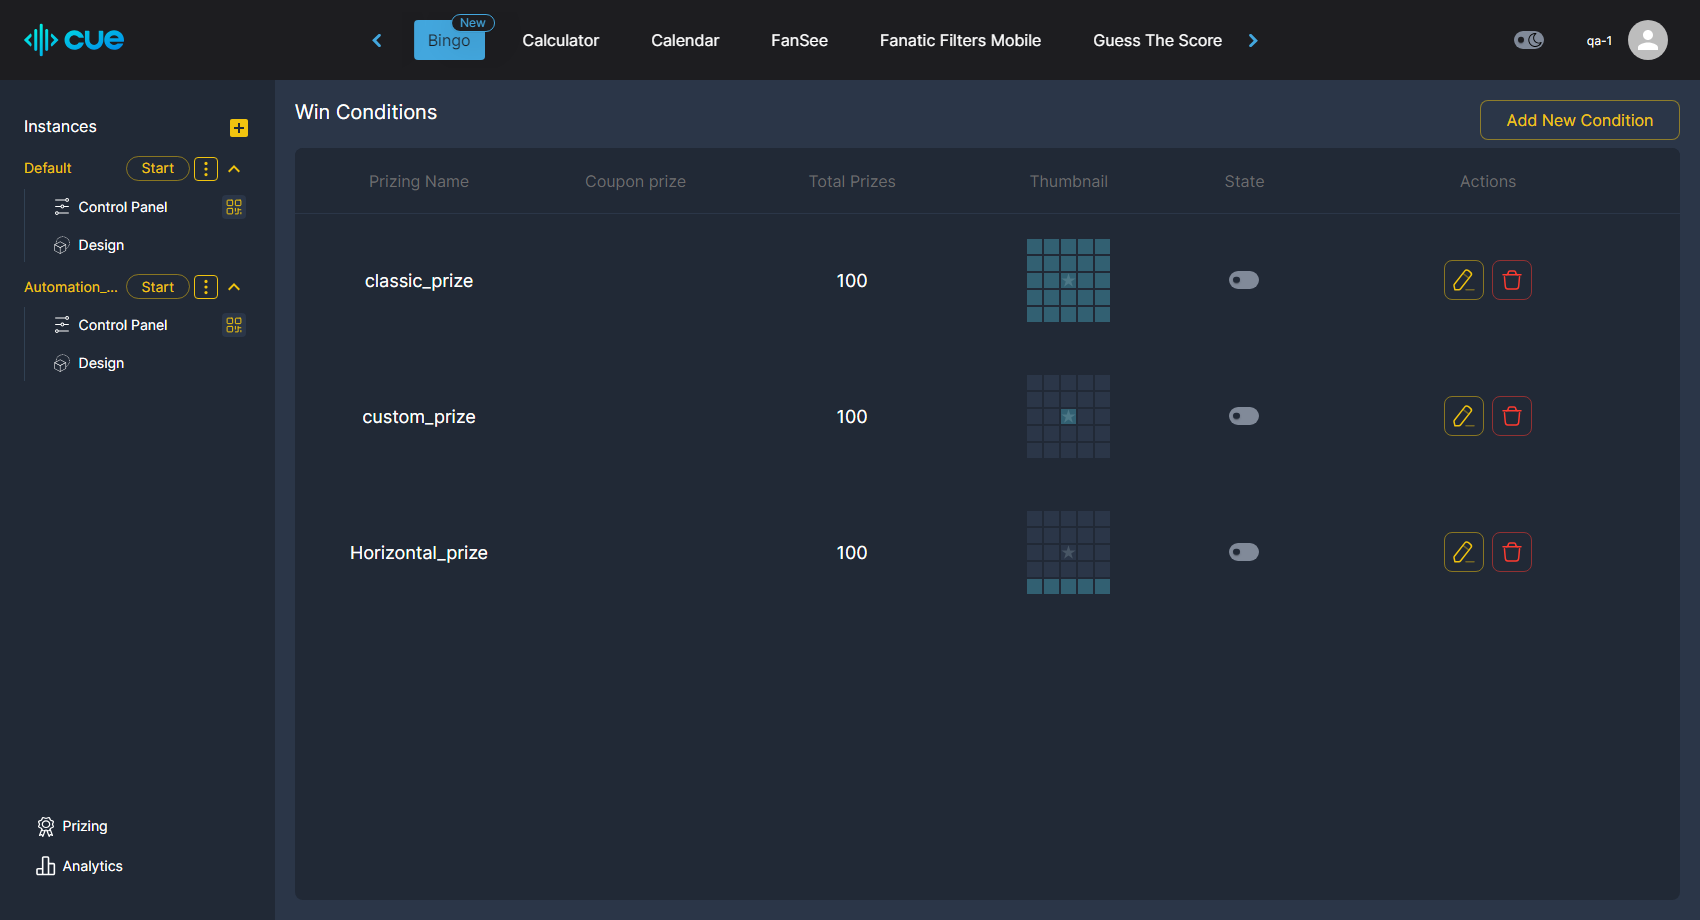 cue
New
Bingo
Calculator
Calendar
FanSee
Fanatic Filters Mobile
Guess The Score
qa-1
Instances
Default
Start
Control Panel
Design
Automation_...
Start
Control Panel
Design
Prizing
Analytics
Win Conditions
Add New Condition
Prizing Name
Coupon prize
Total Prizes
Thumbnail
State
Actions
classic_prize
100
custom_prize
100
Horizontal_prize
100